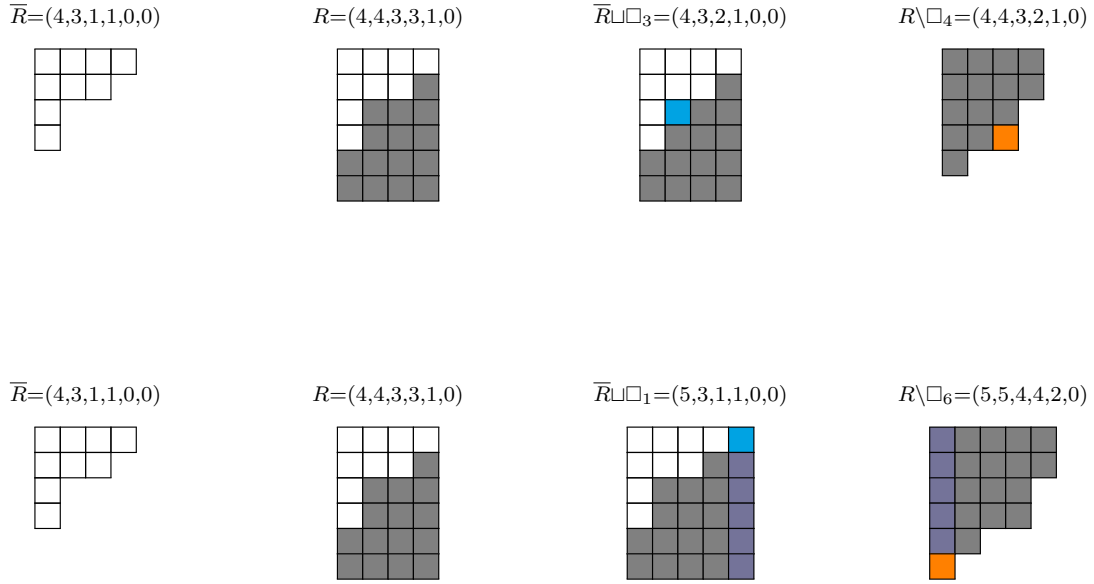 R̅=(4,3,1,1,0,0) R=(4,4,3,3,1,0) R̅⊔□₃=(4,3,2,1,0,0) R\□₄=(4,4,3,2,1,0)
R̅=(4,3,1,1,0,0) R=(4,4,3,3,1,0) R̅⊔□₁=(5,3,1,1,0,0) R\□₆=(5,5,4,4,2,0)